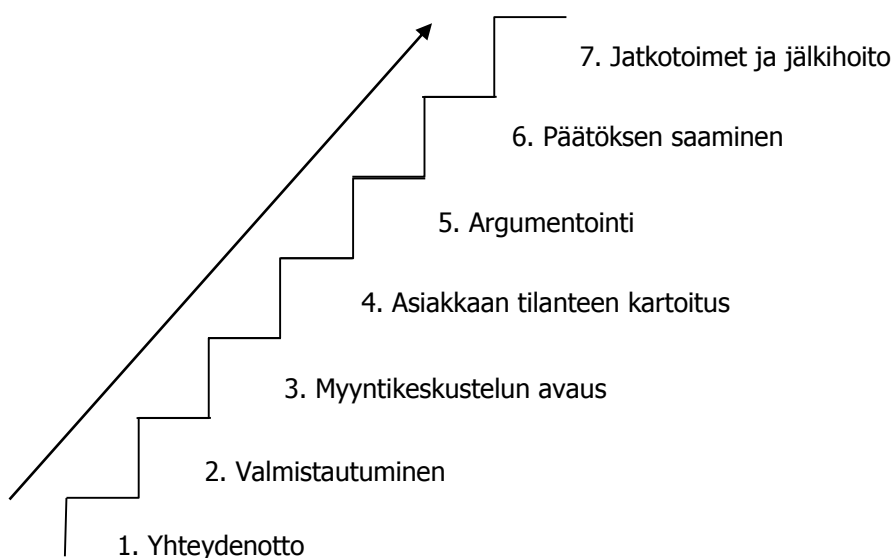 7. Jatkotoimet ja jälkihoito
6. Päätöksen saaminen
5. Argumentointi
4. Asiakkaan tilanteen kartoitus
3. Myyntikeskustelun avaus
2. Valmistautuminen
1. Yhteydenotto